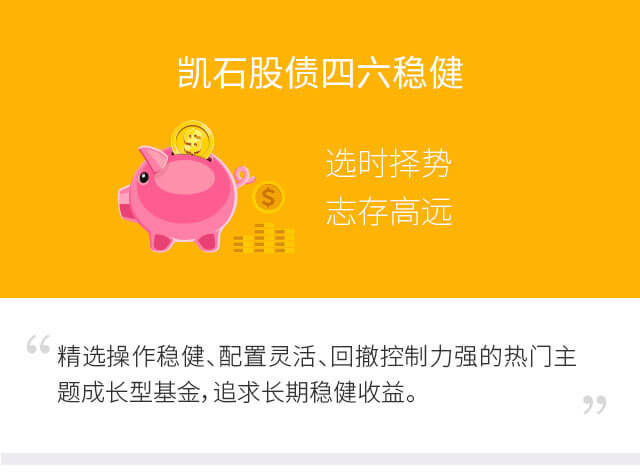 凯石股债四六稳健
选时择势
志存高远
“精选操作稳健、配置灵活、回撤控制力强的热门主
题成长型基金，追求长期稳健收益。”